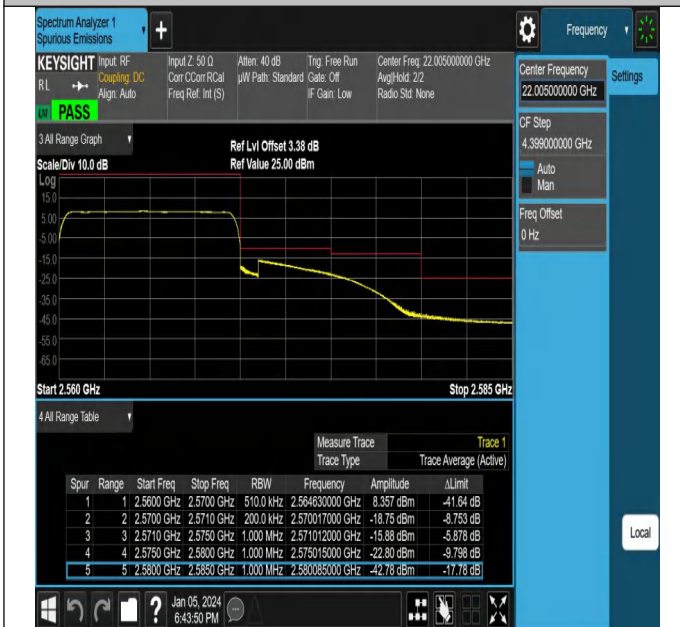 Spectrum Analyzer 1
Spurious Emissions
Frequency
KEYSIGHT Input: RF Input Z: 50 Ω Atten: 40 dB Trig: Free Run Center Freq: 22.005000000 GHz
RL Coupling: DC Corr CCorr RCal µW Path: Standard Gate: Off Avg|Hold: 2/2
Align: Auto Freq Ref: Int (S) IF Gain: Low Radio Std: None
PASS
Center Frequency
22.005000000 GHz
Settings
CF Step
4.399000000 GHz
Auto
Man
Freq Offset
0 Hz
3 All Range Graph
Ref Lvl Offset 3.38 dB
Scale/Div 10.0 dB Ref Value 25.00 dBm
Log
15.0
5.00
-5.00
-15.0
-25.0
-35.0
-45.0
-55.0
-65.0
Start 2.560 GHz Stop 2.585 GHz
4 All Range Table
Measure Trace Trace 1
Trace Type Trace Average (Active)
Spur Range Start Freq Stop Freq RBW Frequency Amplitude ΔLimit
1 1 2.5600 GHz 2.5700 GHz 510.0 kHz 2.564630000 GHz 8.357 dBm -41.64 dB
2 2 2.5700 GHz 2.5710 GHz 200.0 kHz 2.570017000 GHz -18.75 dBm -8.753 dB
3 3 2.5710 GHz 2.5750 GHz 1.000 MHz 2.571012000 GHz -15.88 dBm -5.878 dB
4 4 2.5750 GHz 2.5800 GHz 1.000 MHz 2.575015000 GHz -22.80 dBm -9.798 dB
5 5 2.5800 GHz 2.5850 GHz 1.000 MHz 2.580085000 GHz -42.78 dBm -17.78 dB
Local
Jan 05, 2024
6:43:50 PM